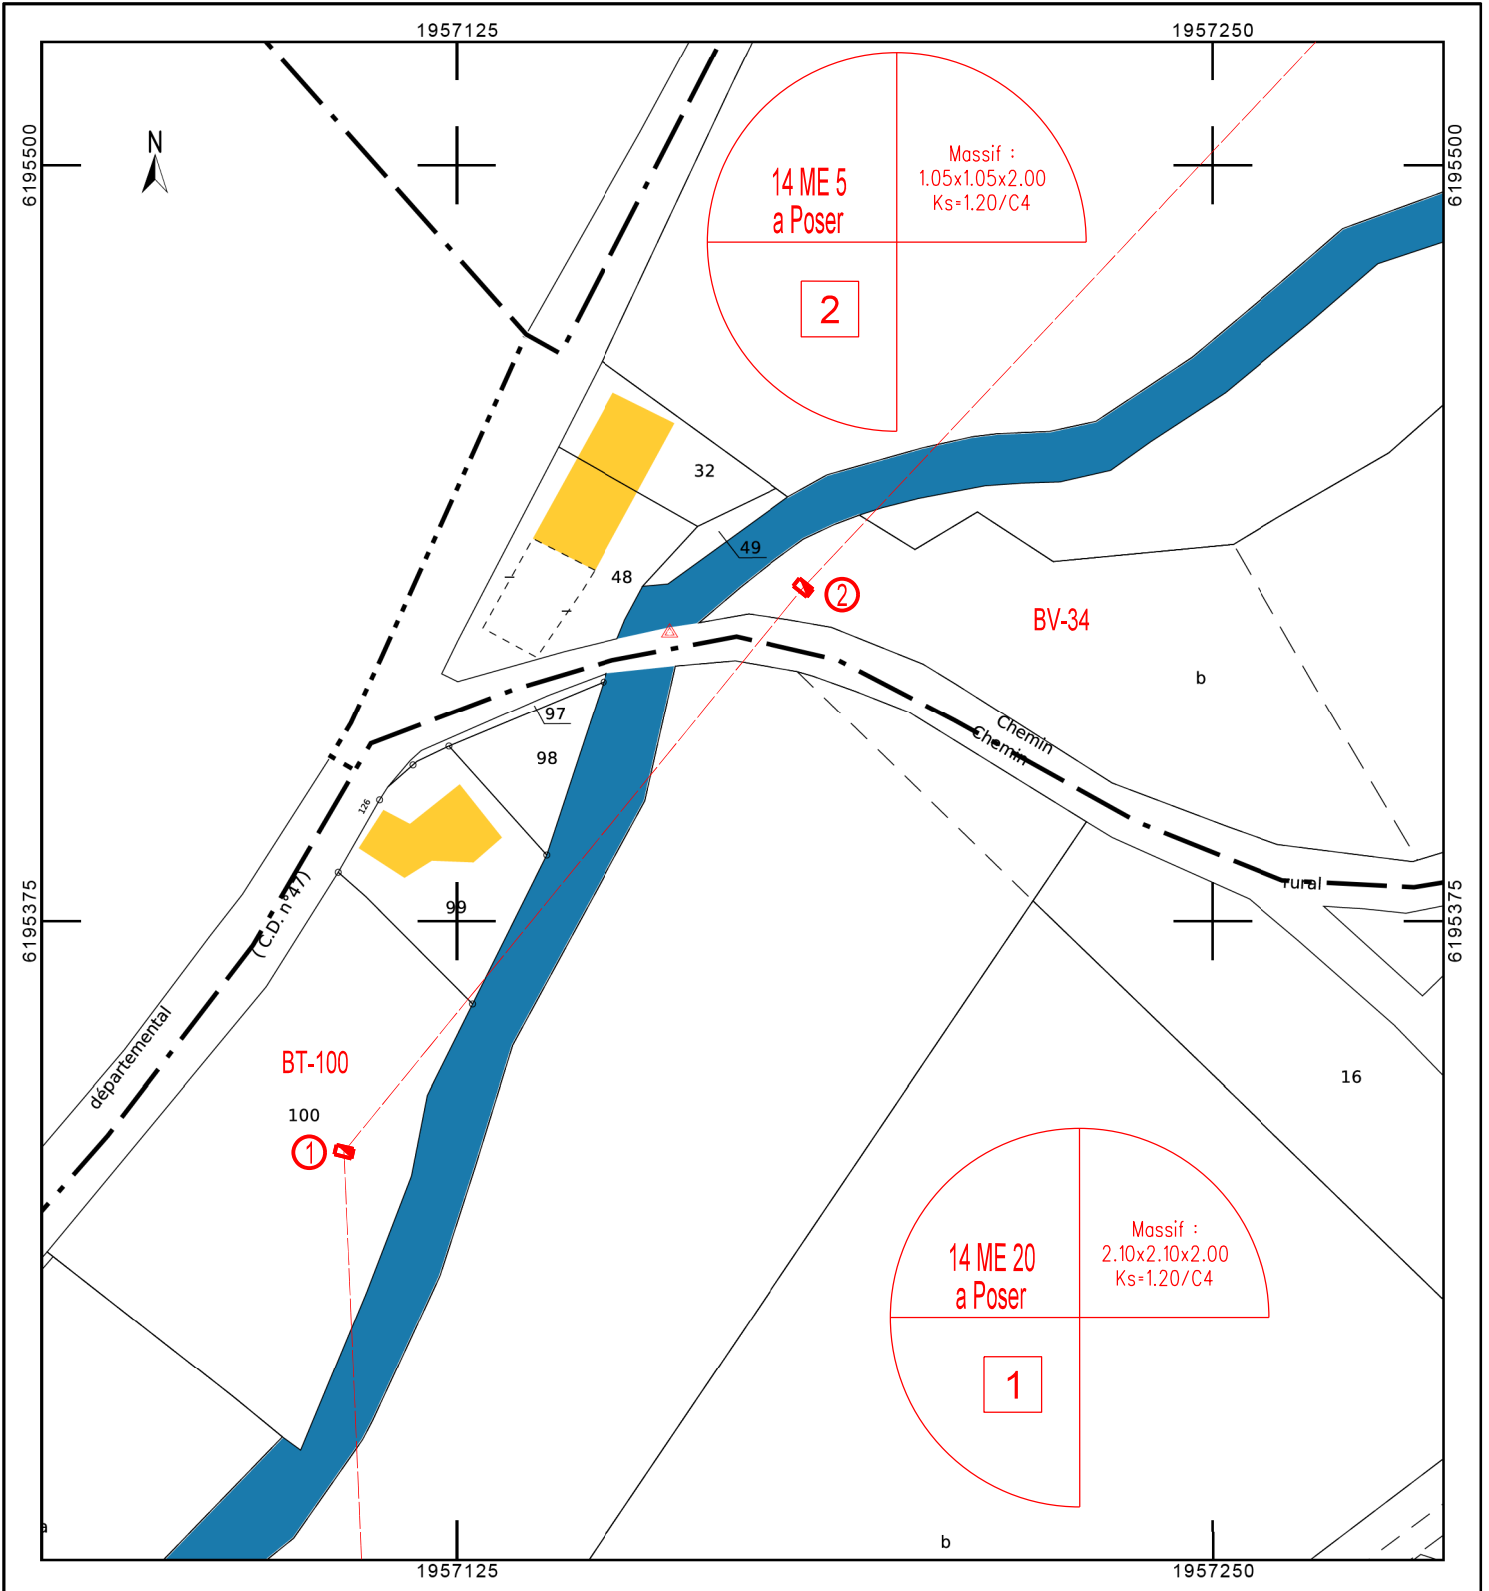 1957125
1957250
6195500
6195500
N
14 ME 5
a Poser
Massif :
1.05x1.05x2.00
Ks=1.20/C4
2
32
49
48
2
BV-34
b
97
98
Chemin
Chemin
126
rural
99
( C.D. n°47)
6195375
6195375
départemental
BT-100
100
1
16
14 ME 20
a Poser
Massif :
2.10x2.10x2.00
Ks=1.20/C4
1
a
b
1957125
1957250